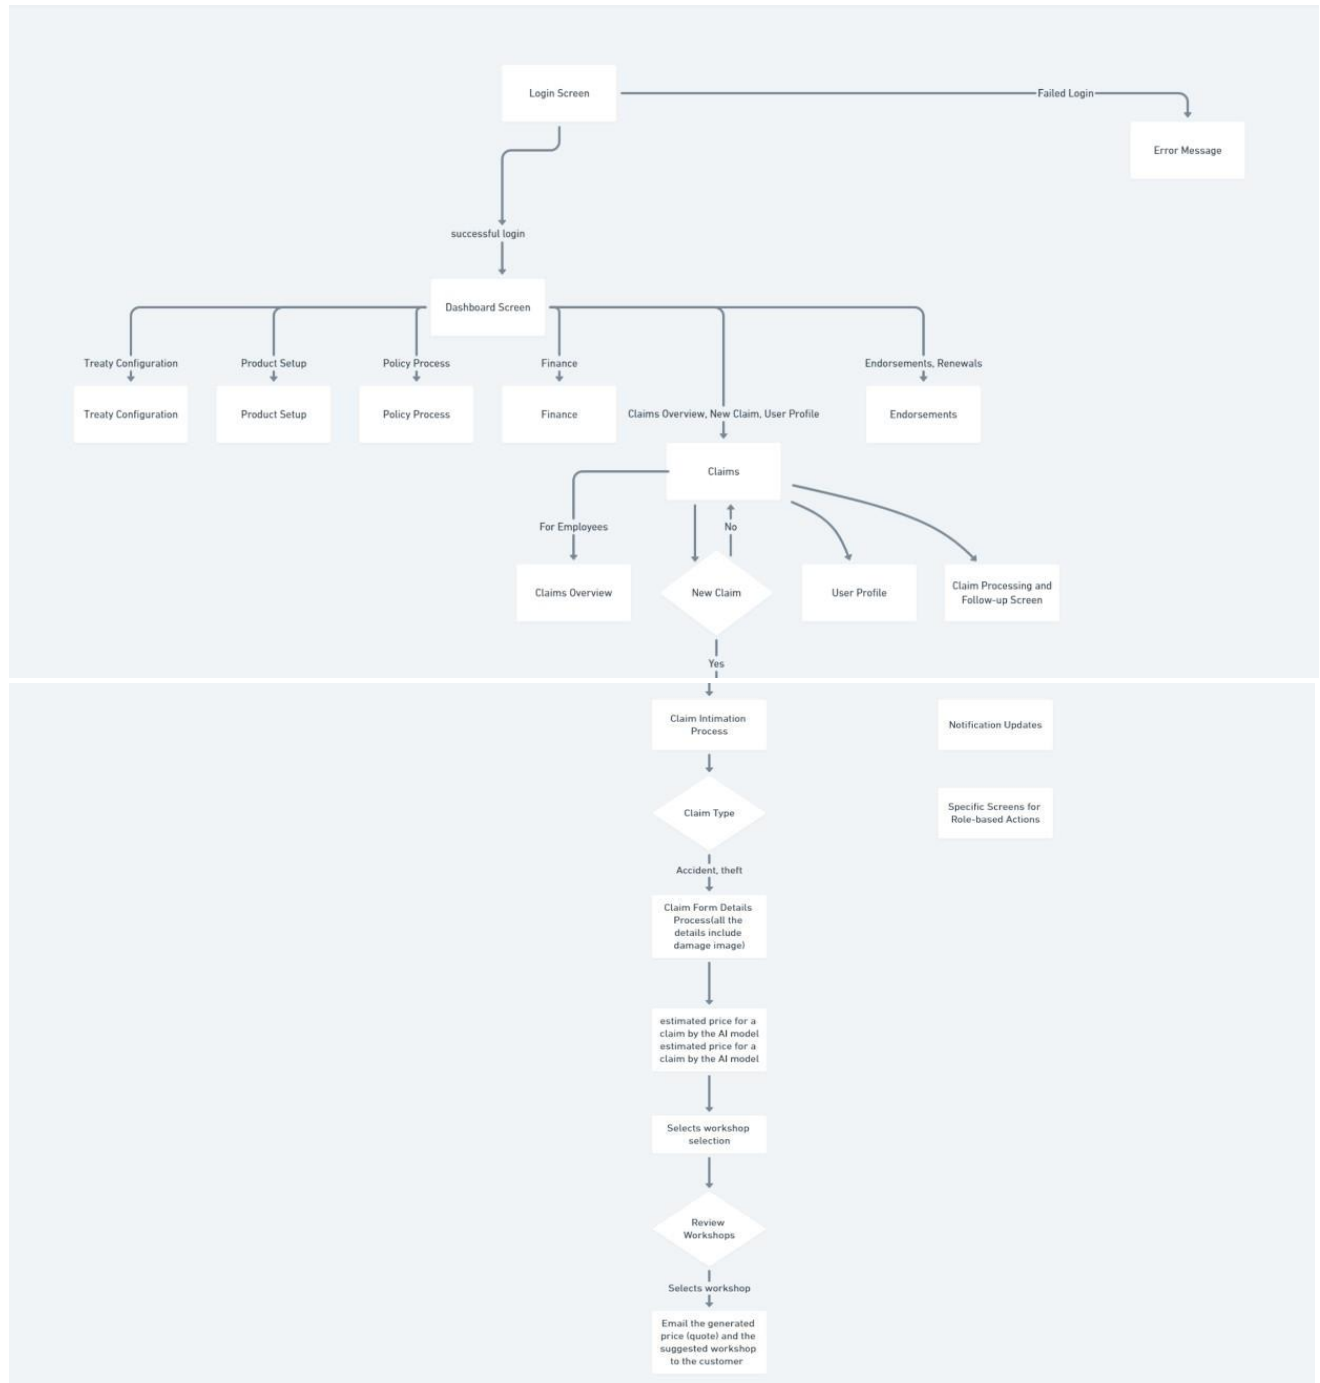 Login Screen
Failed Login
Error Message
successful login
Dashboard Screen
Treaty Configuration
Product Setup
Policy Process
Finance
Endorsements, Renewals
Treaty Configuration
Product Setup
Policy Process
Finance
Claims Overview, New Claim, User Profile
Endorsements
Claims
For Employees
No
Claims Overview
New Claim
User Profile
Claim Processing and
Follow-up Screen
Yes
Claim Intimation
Process
Notification Updates
Claim Type
Specific Screens for
Role-based Actions
Accident, theft
Claim Form Details
Process(all the
details include
damage image)
estimated price for a
claim by the AI model
estimated price for a
claim by the AI model
Selects workshop
selection
Review
Workshops
Selects workshop
Email the generated
price (quote) and the
suggested workshop
to the customer